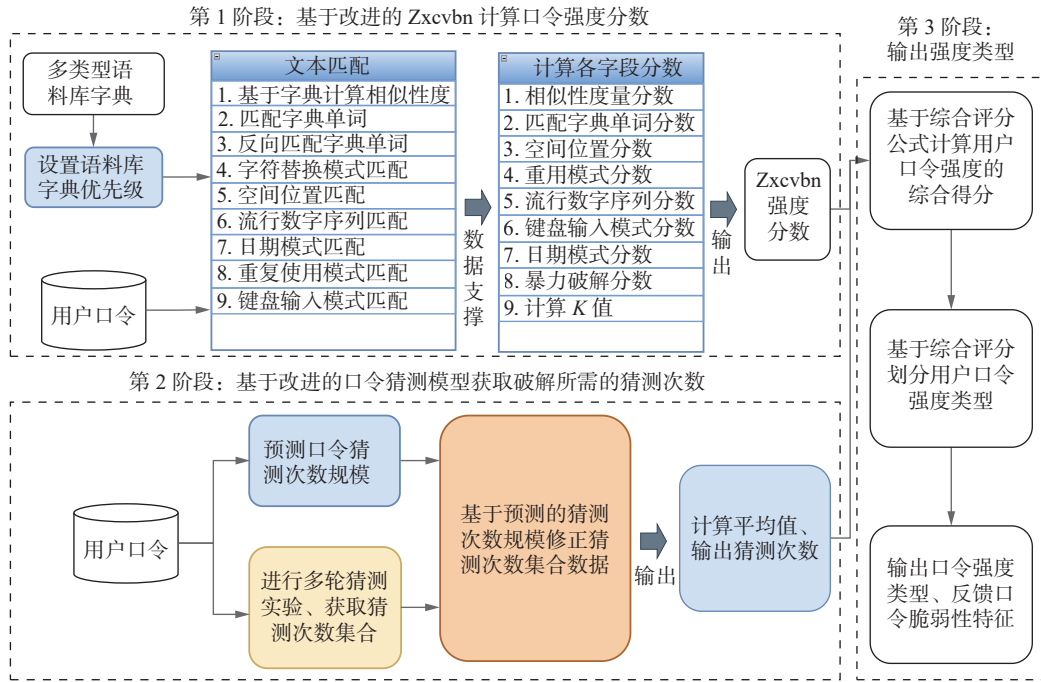 第 1 阶段：基于改进的 Zxcvbn 计算口令强度分数
多类型语
料库字典
设置语料库
字典优先级
用户口令
文本匹配
1. 基于字典计算相似性度
2. 匹配字典单词
3. 反向匹配字典单词
4. 字符替换模式匹配
5. 空间位置匹配
6. 流行数字序列匹配
7. 日期模式匹配
8. 重复使用模式匹配
9. 键盘输入模式匹配
数
据
支
撑
计算各字段分数
1. 相似性度量分数
2. 匹配字典单词分数
3. 空间位置分数
4. 重用模式分数
5. 流行数字序列分数
6. 键盘输入模式分数
7. 日期模式分数
8. 暴力破解分数
9. 计算 K 值
输
出
Zxcvbn
强度
分数
第 2 阶段：基于改进的口令猜测模型获取破解所需的猜测次数
用户口令
预测口令猜
测次数规模
进行多轮猜测
实验、获取猜
测次数集合
基于预测的猜测
次数规模修正猜
测次数集合数据
输出
计算平均值、
输出猜测次数
第 3 阶段：
输出强度类型
基于综合评分
公式计算用户
口令强度的
综合得分
基于综合评分
划分用户口令
强度类型
输出口令强度
类型、反馈口
令脆弱性特征